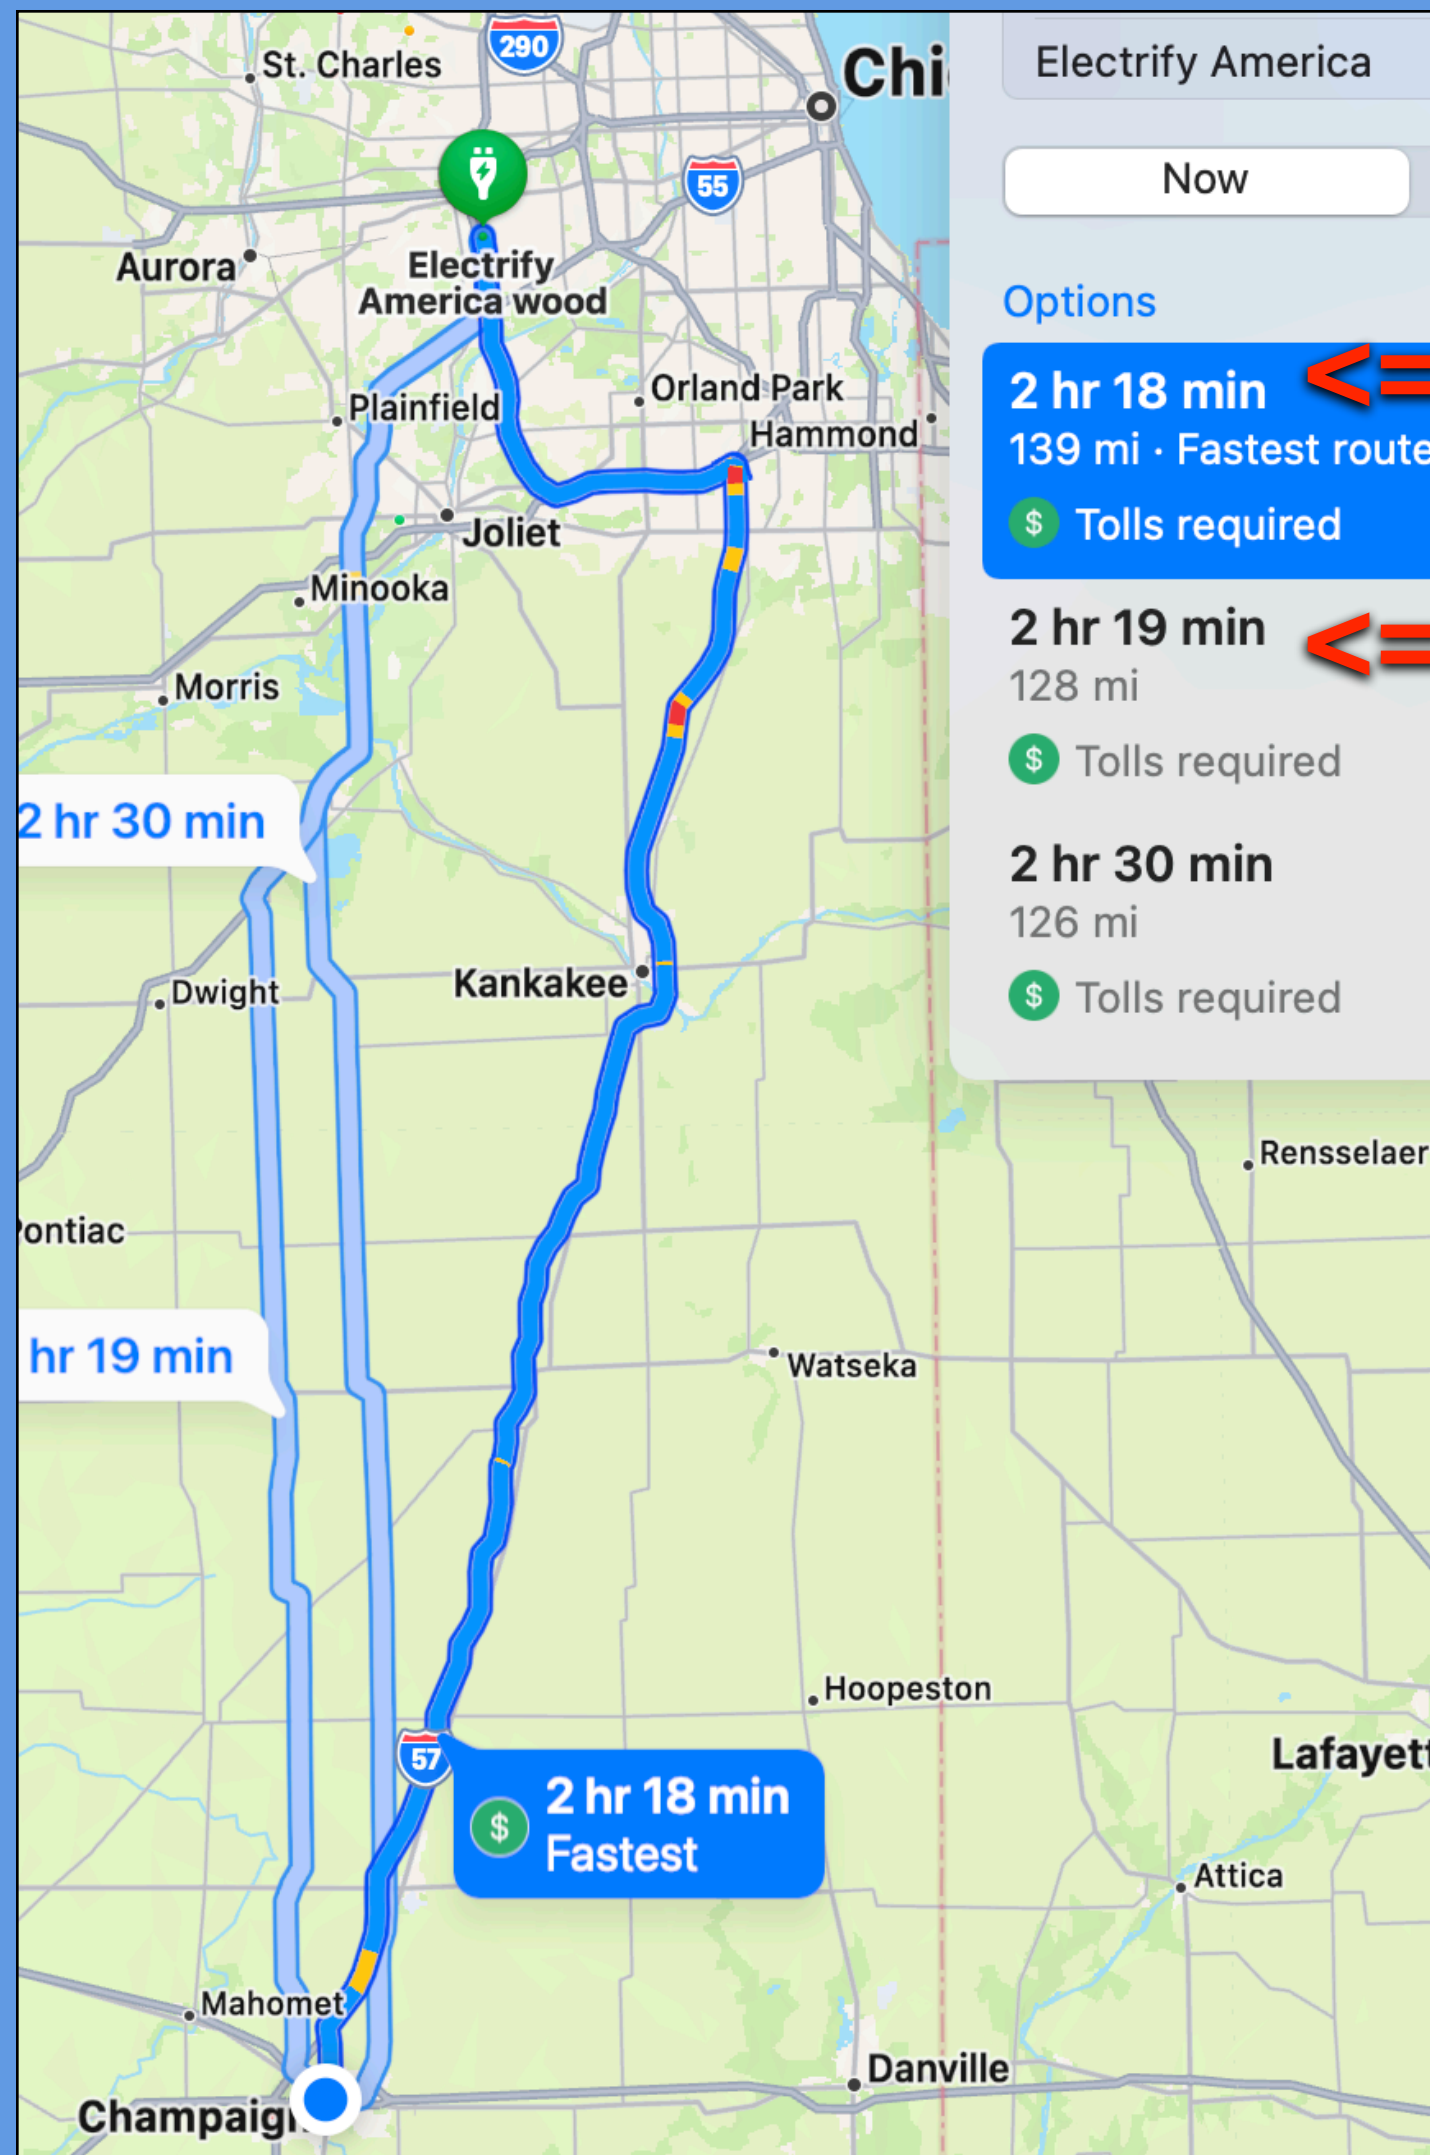 290
St. Charles
Chi
55
Aurora
Electrify
America wood
Plainfield
Orland Park
Hammond
Joliet
Minooka
Morris
2 hr 30 min
Dwight
Kankakee
ontiac
hr 19 min
Watseka
Rensselaer
Hoopeston
57
2 hr 18 min
$
Fastest
Lafayett
Attica
Mahomet
Danville
Champaign
Electrify America
Now
Options
2 hr 18 min <=
139 mi · Fastest route
$ Tolls required
2 hr 19 min <=
128 mi
$ Tolls required
2 hr 30 min
126 mi
$ Tolls required